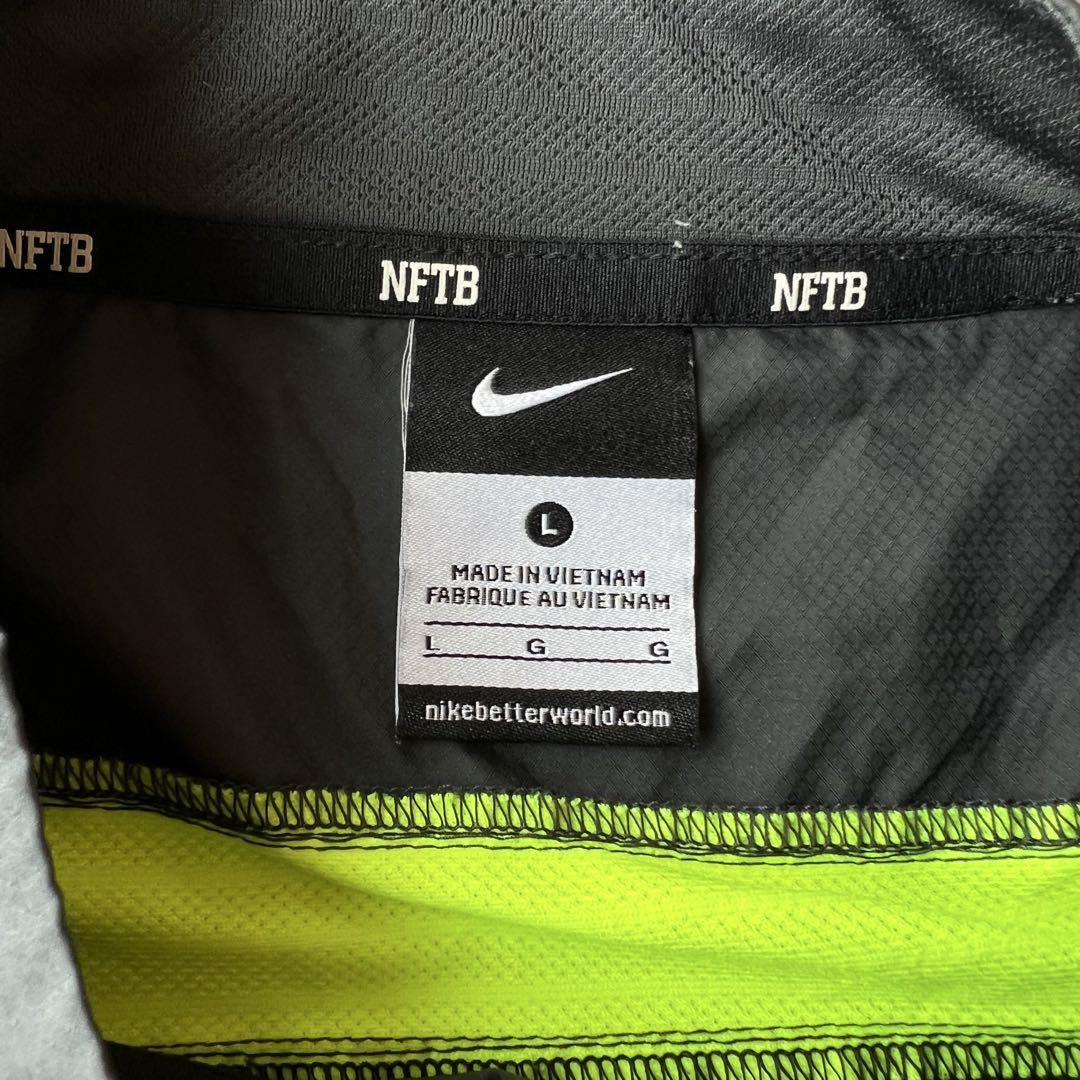 NFTB NFTB NFTB
L
MADE IN VIETNAM
FABRIQUE AU VIETNAM
L G G
nikebetterworld.com